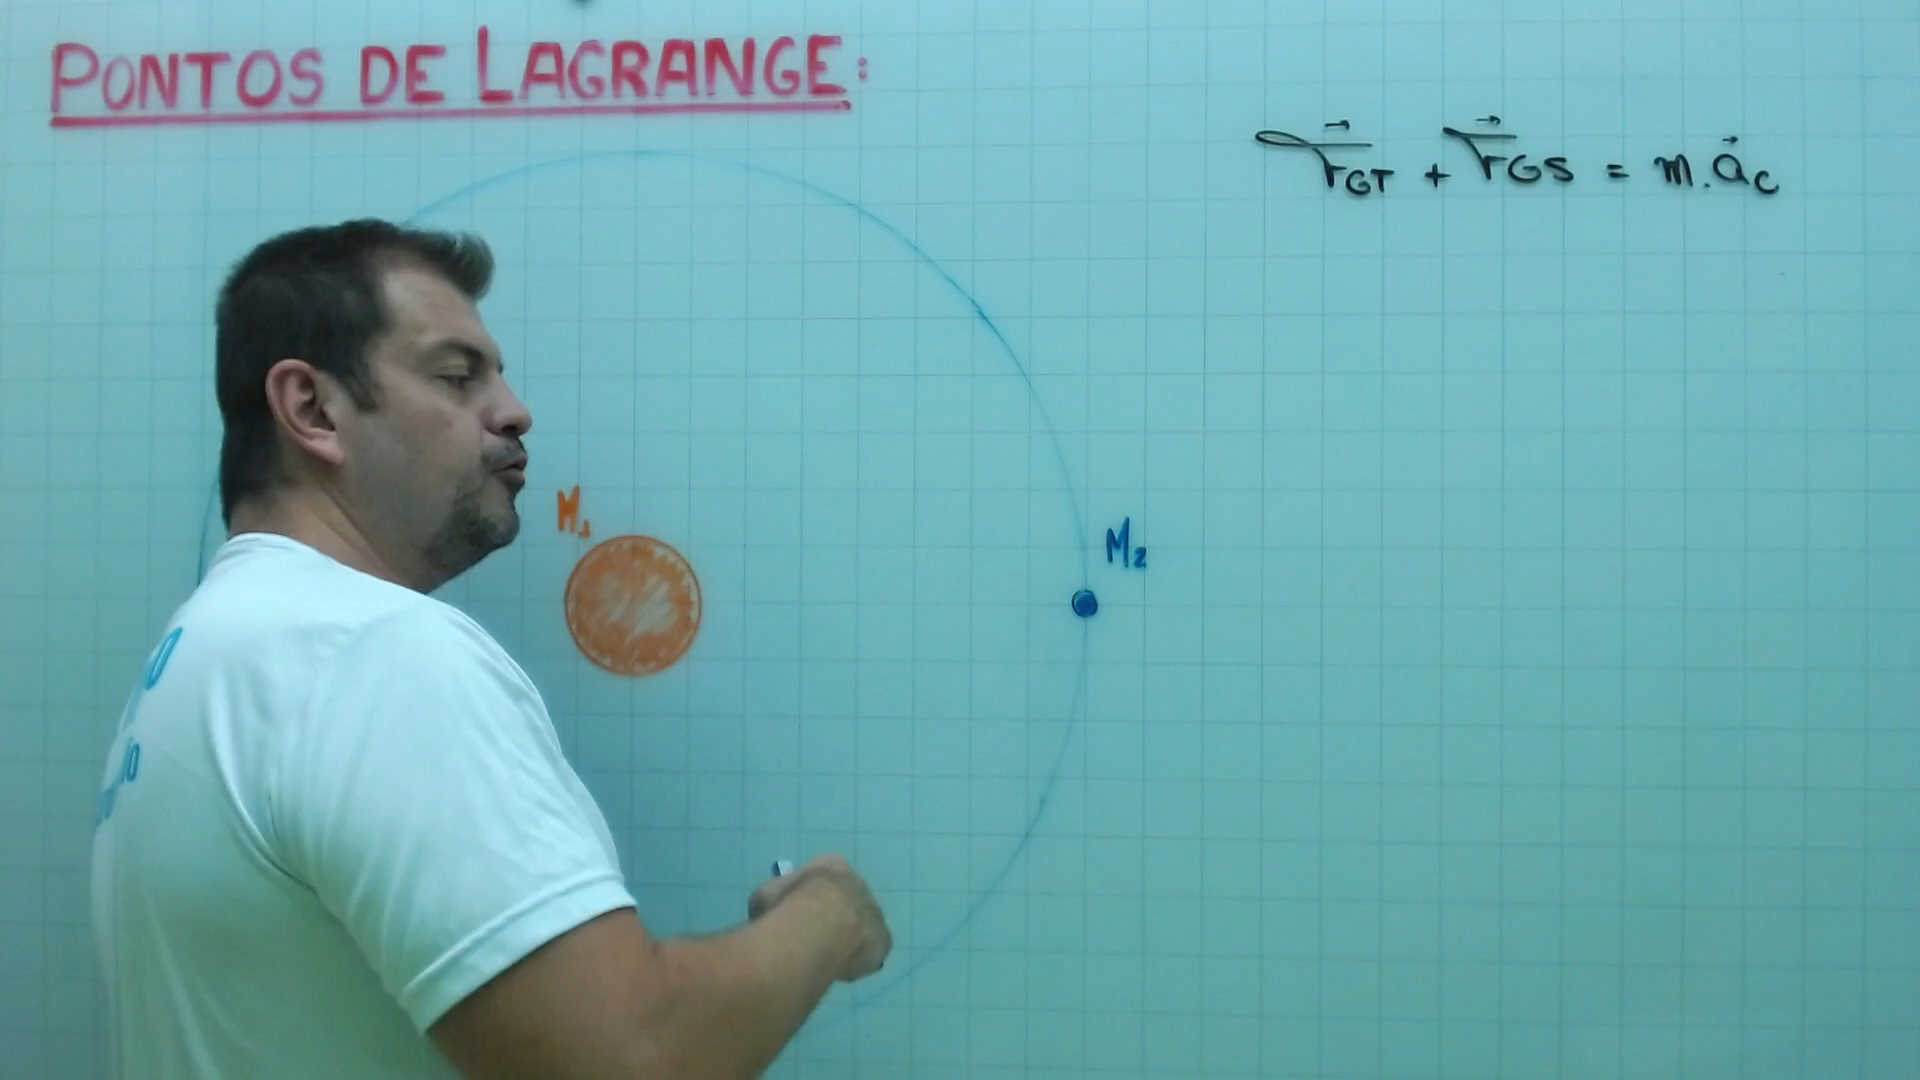 PONTOS DE LAGRANGE:
F⃗GT + F⃗GS = m.a⃗c
M1
M2